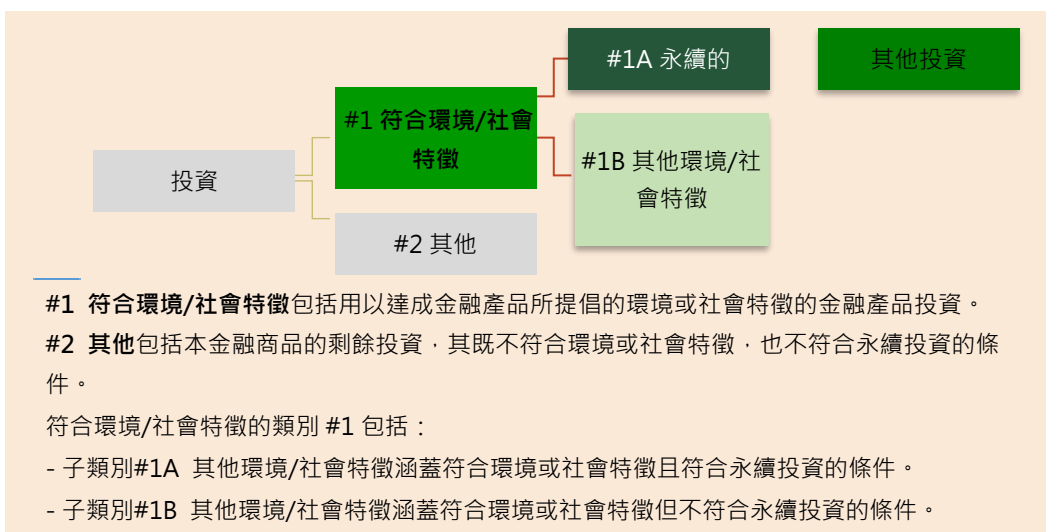 #1A 永續的
其他投資
#1 符合環境/社會
特徵
#1B 其他環境/社
會特徵
投資
#2 其他
#1 符合環境/社會特徵包括用以達成金融產品所提倡的環境或社會特徵的金融產品投資。
#2 其他包括本金融商品的剩餘投資，其既不符合環境或社會特徵，也不符合永續投資的條
件。
符合環境/社會特徵的類別 #1 包括：
- 子類別#1A 其他環境/社會特徵涵蓋符合環境或社會特徵且符合永續投資的條件。
- 子類別#1B 其他環境/社會特徵涵蓋符合環境或社會特徵但不符合永續投資的條件。